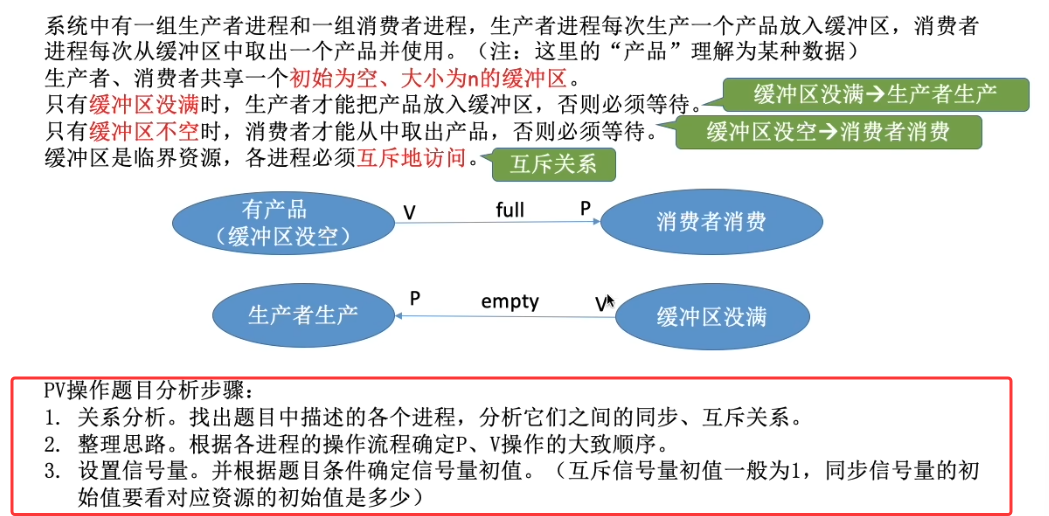 系统中有一组生产者进程和一组消费者进程，生产者进程每次生产一个产品放入缓冲区，消费者
进程每次从缓冲区中取出一个产品并使用。（注：这里的“产品”理解为某种数据）
生产者、消费者共享一个初始为空、大小为n的缓冲区。
只有缓冲区没满时，生产者才能把产品放入缓冲区，否则必须等待。
缓冲区没满→生产者生产
只有缓冲区不空时，消费者才能从中取出产品，否则必须等待。
缓冲区没空→消费者消费
缓冲区是临界资源，各进程必须互斥地访问。
互斥关系
有产品
（缓冲区没空）
V
full
P
消费者消费
生产者生产
P
empty
V
缓冲区没满
PV操作题目分析步骤：
1. 关系分析。找出题目中描述的各个进程，分析它们之间的同步、互斥关系。
2. 整理思路。根据各进程的操作流程确定P、V操作的大致顺序。
3. 设置信号量。并根据题目条件确定信号量初值。（互斥信号量初值一般为1，同步信号量的初
始值要看对应资源的初始值是多少）